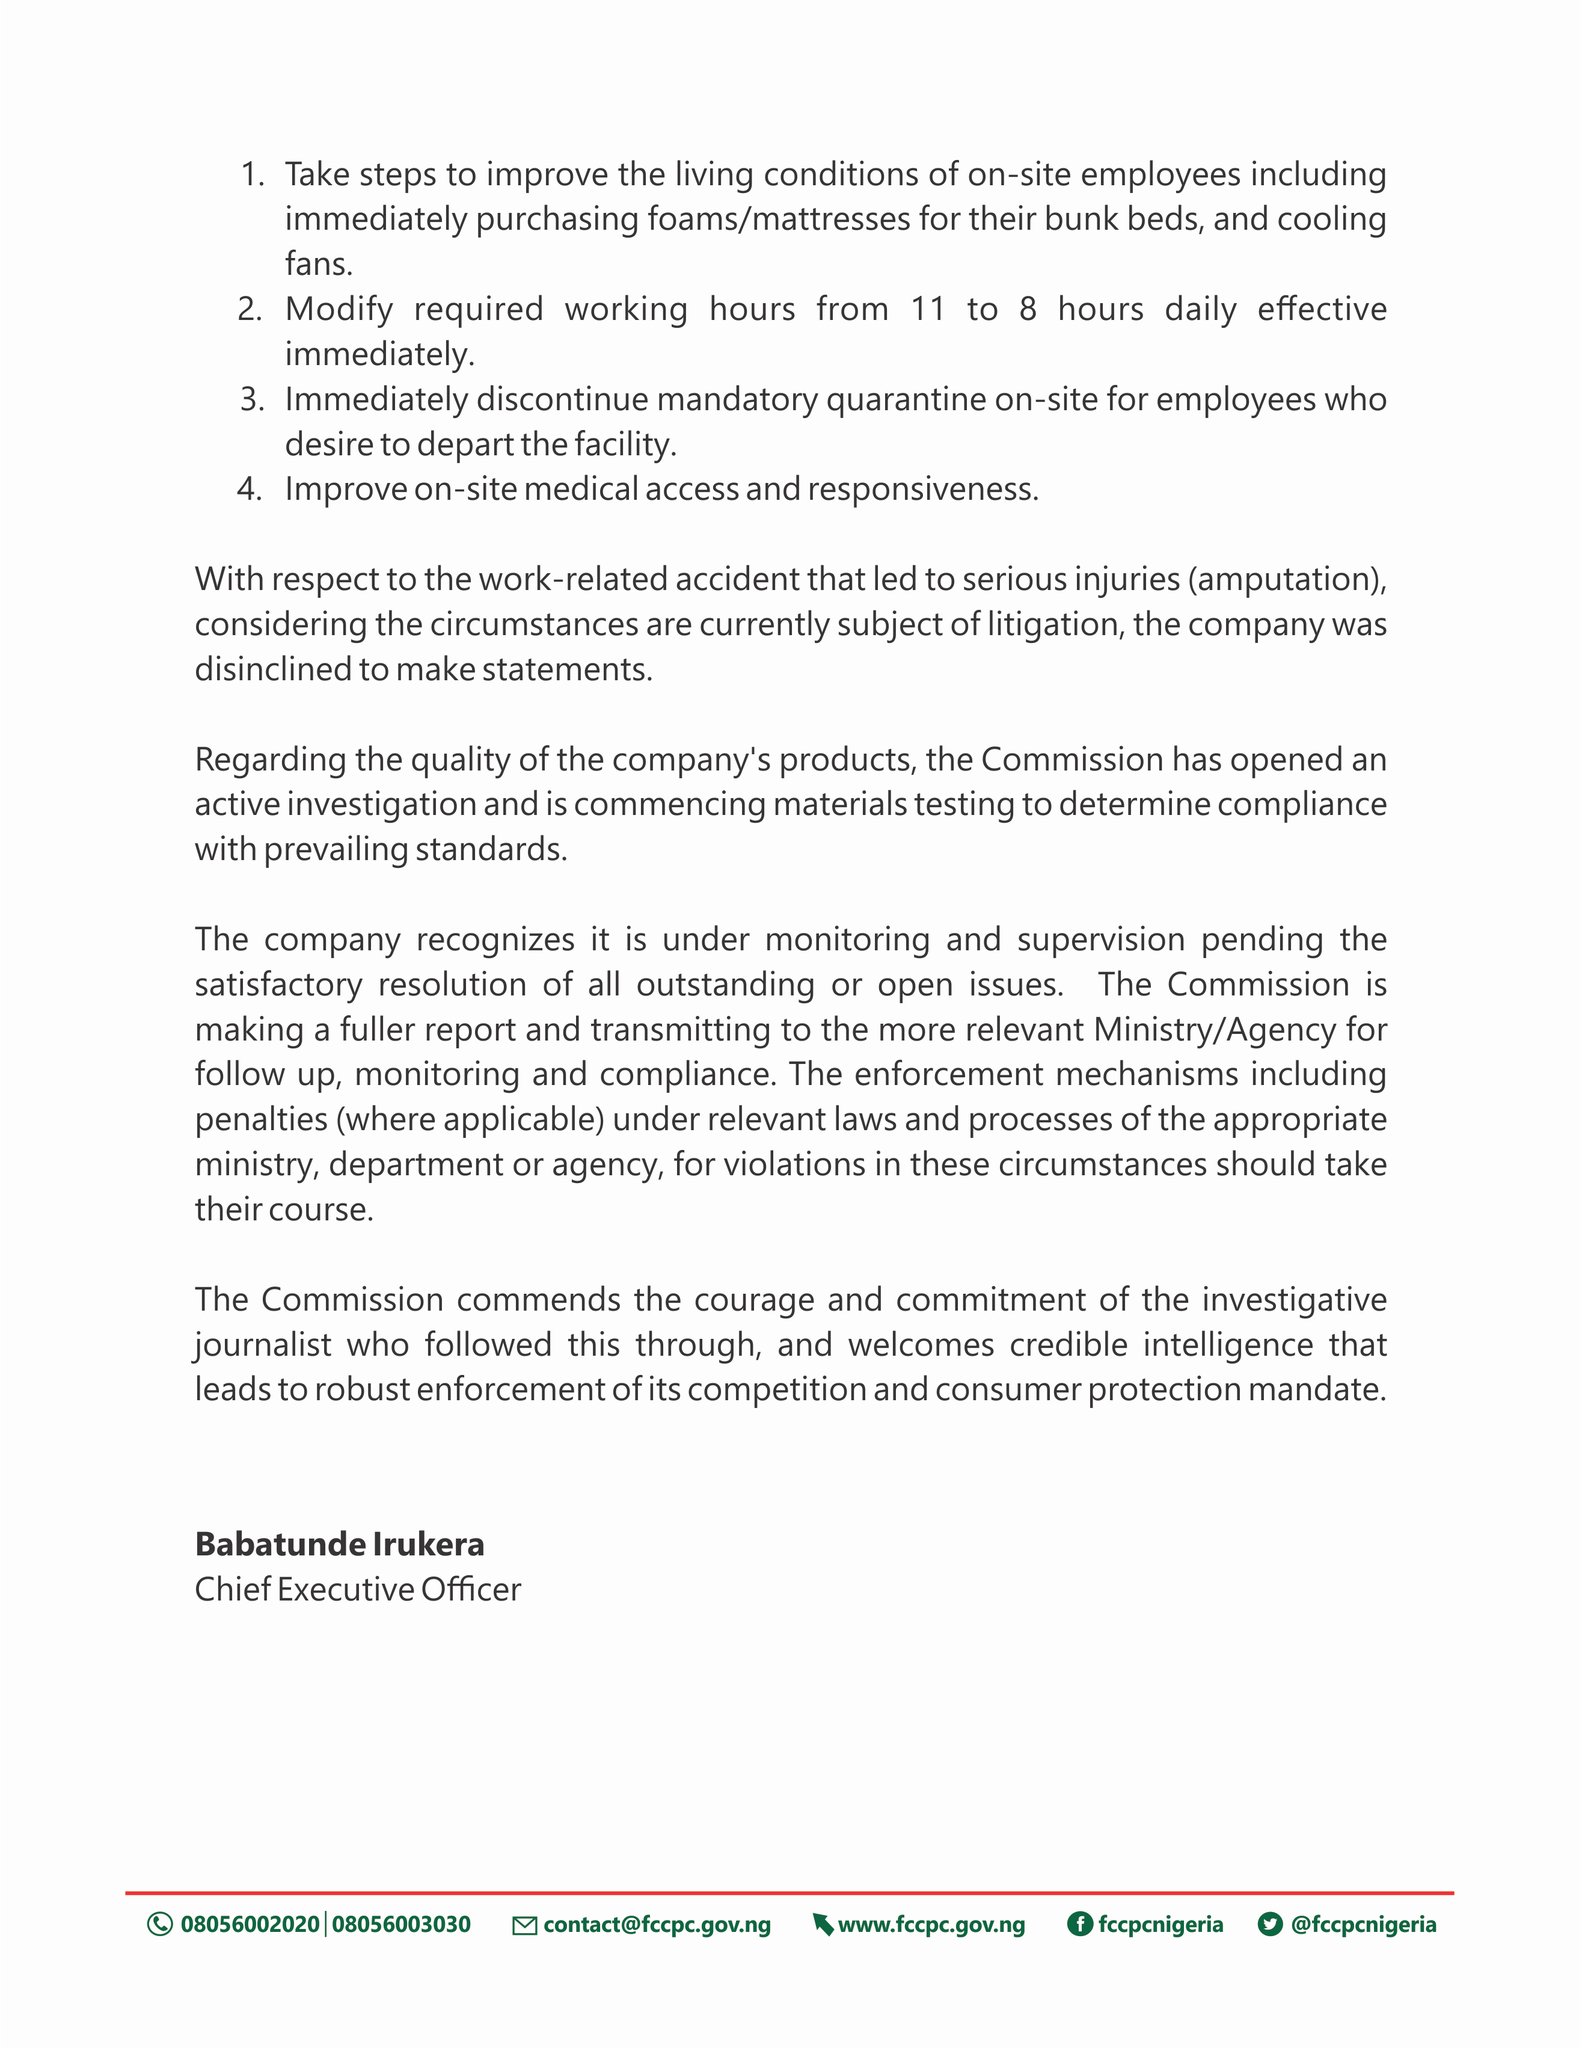 1. Take steps to improve the living conditions of on-site employees including
immediately purchasing foams/mattresses for their bunk beds, and cooling
fans.
2. Modify required working hours from 11 to 8 hours daily effective
immediately.
3. Immediately discontinue mandatory quarantine on-site for employees who
desire to depart the facility.
4. Improve on-site medical access and responsiveness.
With respect to the work-related accident that led to serious injuries (amputation),
considering the circumstances are currently subject of litigation, the company was
disinclined to make statements.
Regarding the quality of the company's products, the Commission has opened an
active investigation and is commencing materials testing to determine compliance
with prevailing standards.
The company recognizes it is under monitoring and supervision pending the
satisfactory resolution of all outstanding or open issues. The Commission is
making a fuller report and transmitting to the more relevant Ministry/Agency for
follow up, monitoring and compliance. The enforcement mechanisms including
penalties (where applicable) under relevant laws and processes of the appropriate
ministry, department or agency, for violations in these circumstances should take
their course.
The Commission commends the courage and commitment of the investigative
journalist who followed this through, and welcomes credible intelligence that
leads to robust enforcement of its competition and consumer protection mandate.
Babatunde Irukera
Chief Executive Officer
08056002020|08056003030 contact@fccpc.gov.ng www.fccpc.gov.ng fccpcnigeria @fccpcnigeria